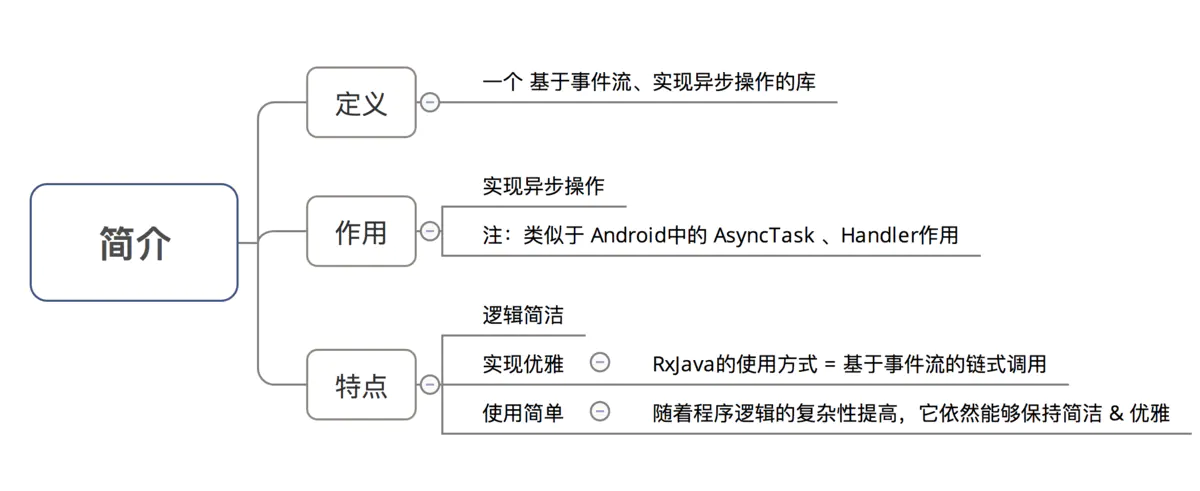 简介
定义
一个 基于事件流、实现异步操作的库
作用
实现异步操作
注：类似于 Android中的 AsyncTask 、Handler作用
特点
逻辑简洁
实现优雅 RxJava的使用方式 = 基于事件流的链式调用
使用简单 随着程序逻辑的复杂性提高，它依然能够保持简洁 & 优雅